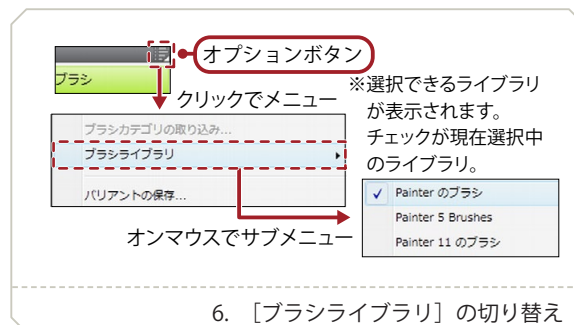 オプションボタン
ブラシ
クリックでメニュー
※選択できるライブラリ
が表示されます。
チェックが現在選択中
のライブラリ。
ブラシカテゴリの取り込み...
ブラシライブラリ
バリアントの保存...
Painter のブラシ
Painter 5 Brushes
Painter 11 のブラシ
オンマウスでサブメニュー
6. ［ブラシライブラリ］の切り替え